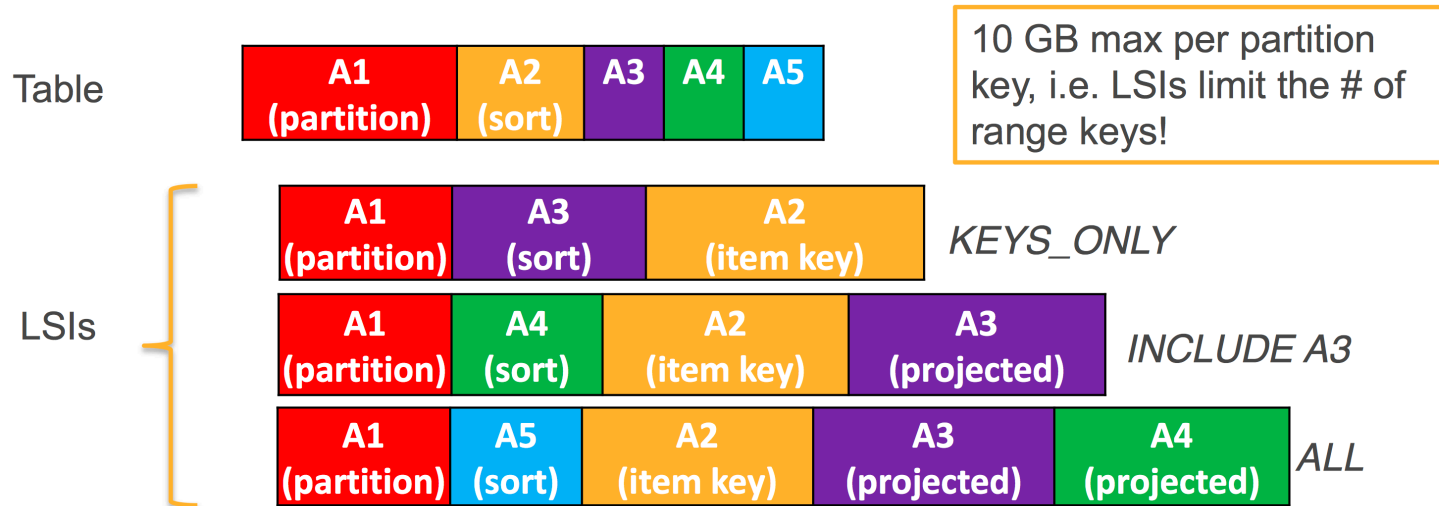 Table
A1
(partition)
A2
(sort)
A3
A4
A5
10 GB max per partition
key, i.e. LSIs limit the # of
range keys!
LSIs
A1
(partition)
A3
(sort)
A2
(item key)
KEYS_ONLY
A1
(partition)
A4
(sort)
A2
(item key)
A3
(projected)
INCLUDE A3
A1
(partition)
A5
(sort)
A2
(item key)
A3
(projected)
A4
(projected)
ALL